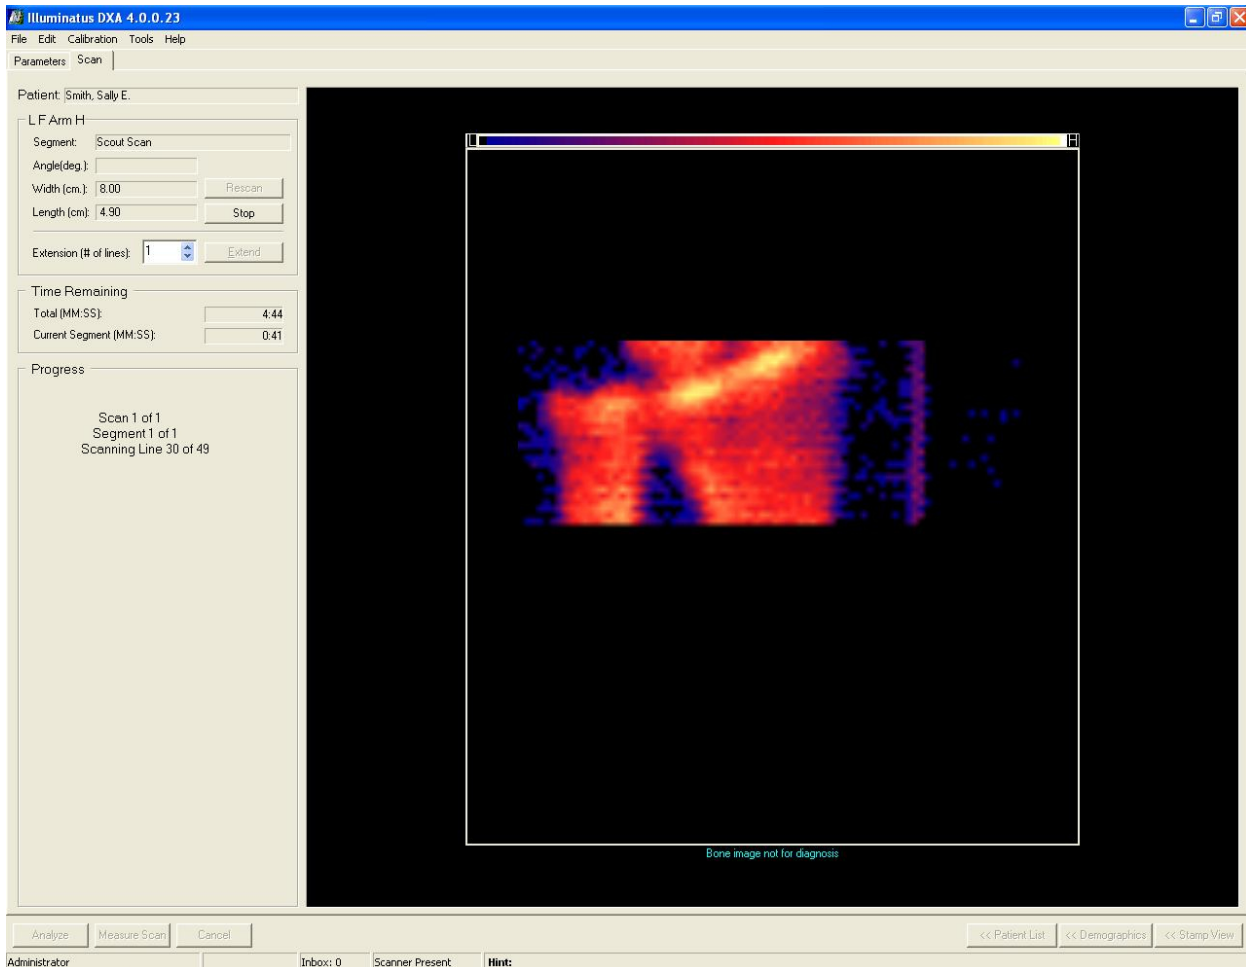 Illuminatus DXA 4.0.0.23
File Edit Calibration Tools Help
Parameters Scan
Patient: Smith, Sally E.
L F Arm H
Segment: Scout Scan
Angle(deg.):
Width (cm.): 8.00 Rescan
Length (cm): 4.90 Stop
Extension (# of lines): 1 Extend
Time Remaining
Total (MM:SS): 4:44
Current Segment (MM:SS): 0:41
Progress
Scan 1 of 1
Segment 1 of 1
Scanning Line 30 of 49
L H
Bone image not for diagnosis
Analyze Measure Scan Cancel << Patient List << Demographics << Stamp View
Administrator Inbox: 0 Scanner Present Hint: